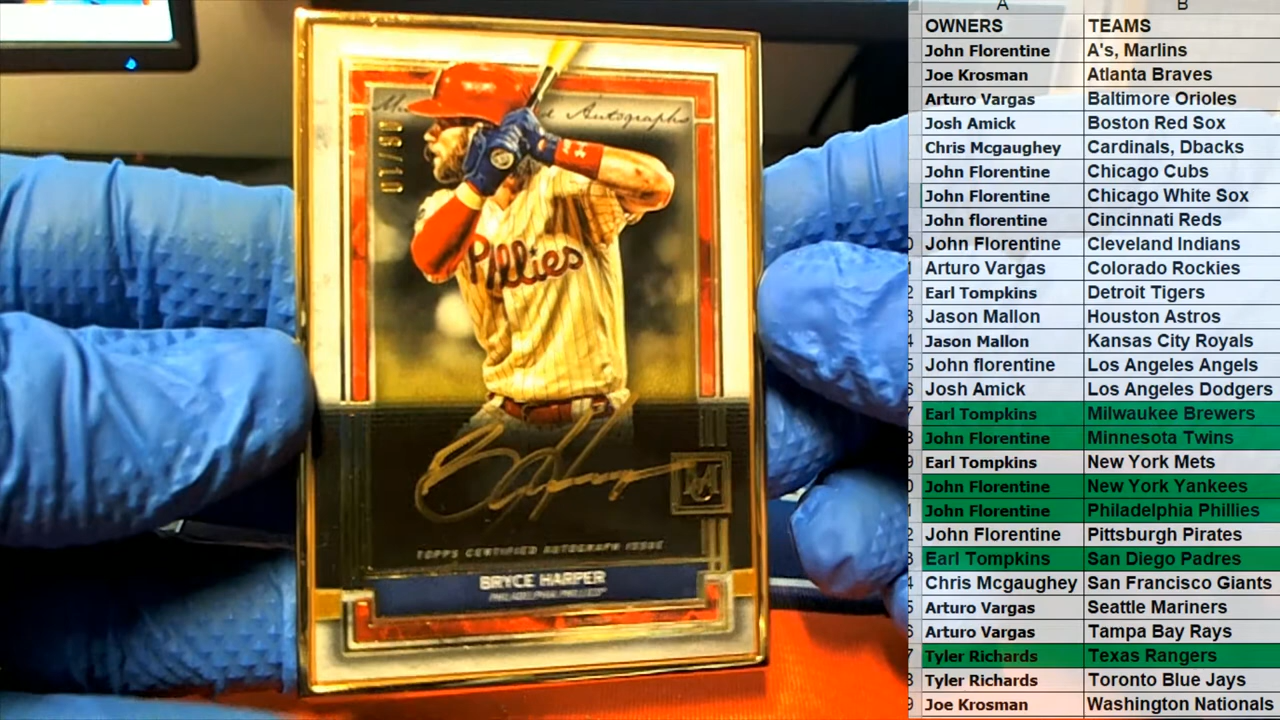 Autographs
05/10
Phillies
TOPPS CERTIFIED AUTOGRAPH ISSUE
BRYCE HARPER
PHILADELPHIA PHILLIES
A B
OWNERS TEAMS
John Florentine A's, Marlins
Joe Krosman Atlanta Braves
Arturo Vargas Baltimore Orioles
Josh Amick Boston Red Sox
Chris Mcgaughey Cardinals, Dbacks
John Florentine Chicago Cubs
John Florentine Chicago White Sox
John florentine Cincinnati Reds
John Florentine Cleveland Indians
Arturo Vargas Colorado Rockies
Earl Tompkins Detroit Tigers
Jason Mallon Houston Astros
Jason Mallon Kansas City Royals
John florentine Los Angeles Angels
Josh Amick Los Angeles Dodgers
Earl Tompkins Milwaukee Brewers
John Florentine Minnesota Twins
Earl Tompkins New York Mets
John Florentine New York Yankees
John Florentine Philadelphia Phillies
John Florentine Pittsburgh Pirates
Earl Tompkins San Diego Padres
Chris Mcgaughey San Francisco Giants
Arturo Vargas Seattle Mariners
Arturo Vargas Tampa Bay Rays
Tyler Richards Texas Rangers
Tyler Richards Toronto Blue Jays
Joe Krosman Washington Nationals